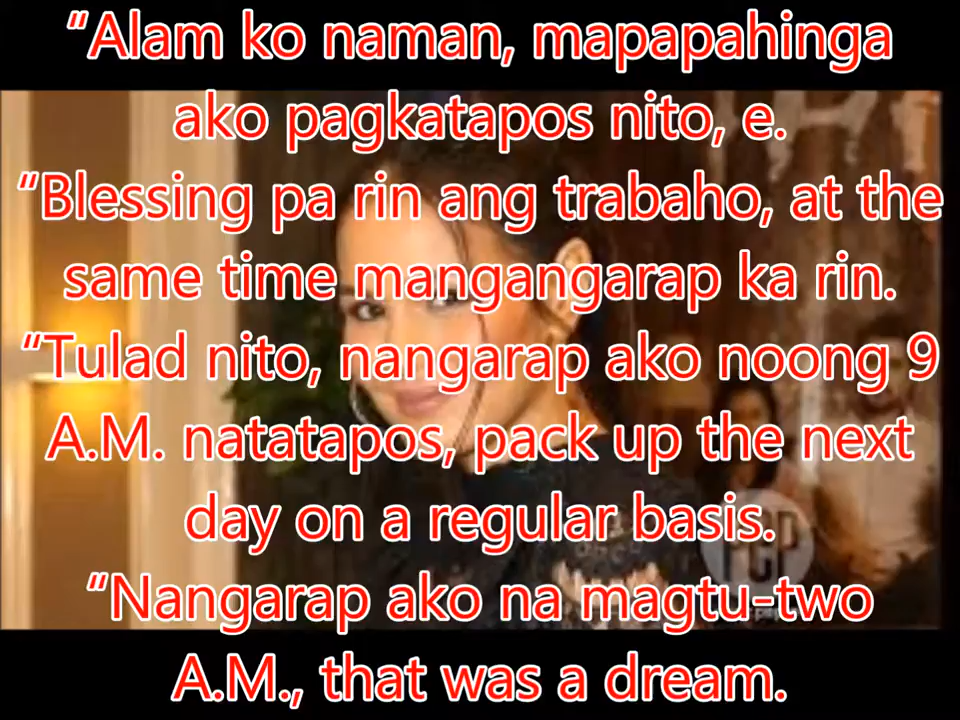 “Alam ko naman, mapapahinga
ako pagkatapos nito, e.
“Blessing pa rin ang trabaho, at the
same time mangangarap ka rin.
“Tulad nito, nangarap ako noong 9
A.M. natatapos, pack up the next
day on a regular basis.
“Nangarap ako na magtu-two
A.M., that was a dream.
PEP